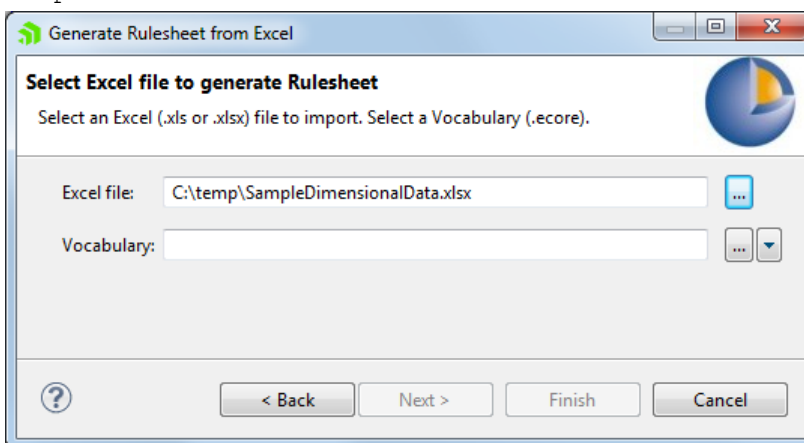 Generate Rulesheet from Excel
Select Excel file to generate Rulesheet
Select an Excel (.xls or .xlsx) file to import. Select a Vocabulary (.ecore).
Excel file: C:\temp\SampleDimensionalData.xlsx ...
Vocabulary: ...
? < Back Next > Finish Cancel